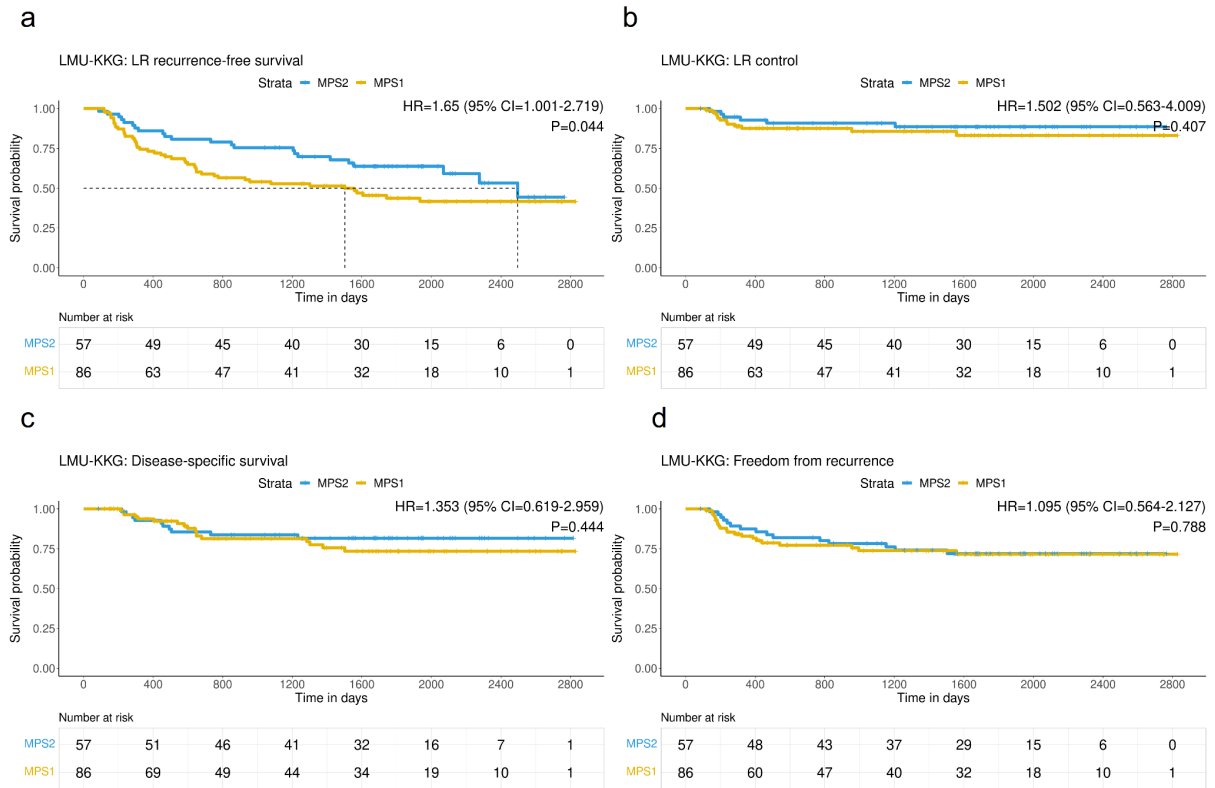 a
LMU-KKG: LR recurrence-free survival
Strata MPS2 MPS1
HR=1.65 (95% CI=1.001-2.719)
P=0.044
Survival probability
1.00
0.75
0.50
0.25
0.00
0 400 800 1200 1600 2000 2400 2800
Time in days
Number at risk
MPS2 57 49 45 40 30 15 6 0
MPS1 86 63 47 41 32 18 10 1
b
LMU-KKG: LR control
Strata MPS2 MPS1
HR=1.502 (95% CI=0.563-4.009)
P=0.407
Survival probability
1.00
0.75
0.50
0.25
0.00
0 400 800 1200 1600 2000 2400 2800
Time in days
Number at risk
MPS2 57 49 45 40 30 15 6 0
MPS1 86 63 47 41 32 18 10 1
c
LMU-KKG: Disease-specific survival
Strata MPS2 MPS1
HR=1.353 (95% CI=0.619-2.959)
P=0.444
Survival probability
1.00
0.75
0.50
0.25
0.00
0 400 800 1200 1600 2000 2400 2800
Time in days
Number at risk
MPS2 57 51 46 41 32 16 7 1
MPS1 86 69 49 44 34 19 10 1
d
LMU-KKG: Freedom from recurrence
Strata MPS2 MPS1
HR=1.095 (95% CI=0.564-2.127)
P=0.788
Survival probability
1.00
0.75
0.50
0.25
0.00
0 400 800 1200 1600 2000 2400 2800
Time in days
Number at risk
MPS2 57 48 43 37 29 15 6 0
MPS1 86 60 47 40 32 18 10 1